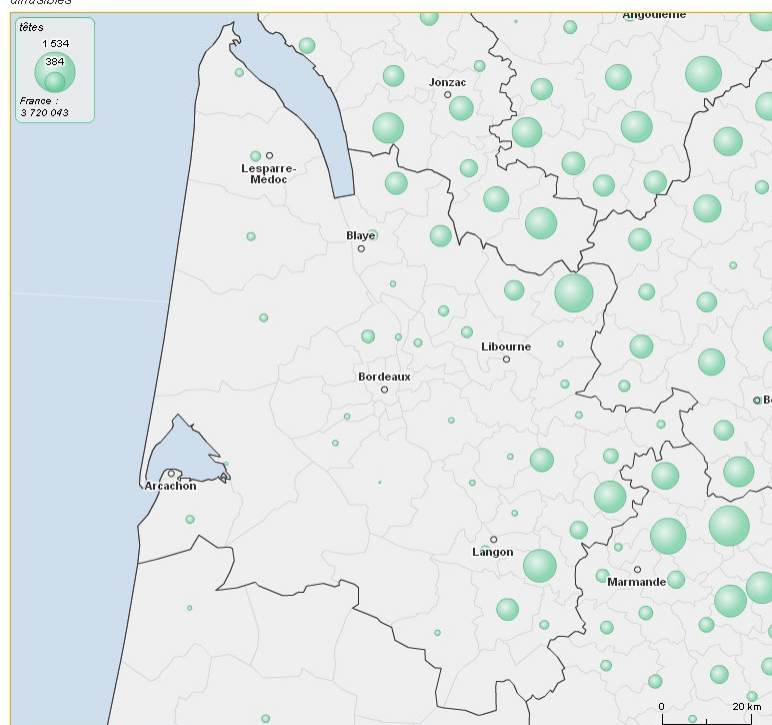 diffusibles
têtes
1 534
384
France :
3 720 043
Angoulême
Jonzac
Lesparre-
Médoc
Blaye
Libourne
Bordeaux
Arcachon
Langon
Marmande
0 20 km